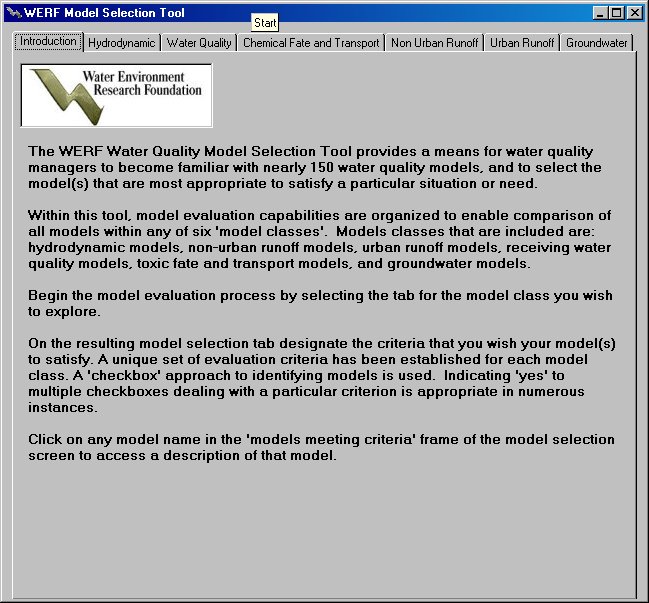 WERF Model Selection Tool
Start
Introduction Hydrodynamic Water Quality Chemical Fate and Transport Non Urban Runoff Urban Runoff Groundwater
Water Environment
Research Foundation
The WERF Water Quality Model Selection Tool provides a means for water quality
managers to become familiar with nearly 150 water quality models, and to select the
model(s) that are most appropriate to satisfy a particular situation or need.
Within this tool, model evaluation capabilities are organized to enable comparison of
all models within any of six 'model classes'.  Models classes that are included are:
hydrodynamic models, non-urban runoff models, urban runoff models, receiving water
quality models, toxic fate and transport models, and groundwater models.
Begin the model evaluation process by selecting the tab for the model class you wish
to explore.
On the resulting model selection tab designate the criteria that you wish your model(s)
to satisfy. A unique set of evaluation criteria has been established for each model
class. A 'checkbox' approach to identifying models is used.  Indicating 'yes' to
multiple checkboxes dealing with a particular criterion is appropriate in numerous
instances.
Click on any model name in the 'models meeting criteria' frame of the model selection
screen to access a description of that model.